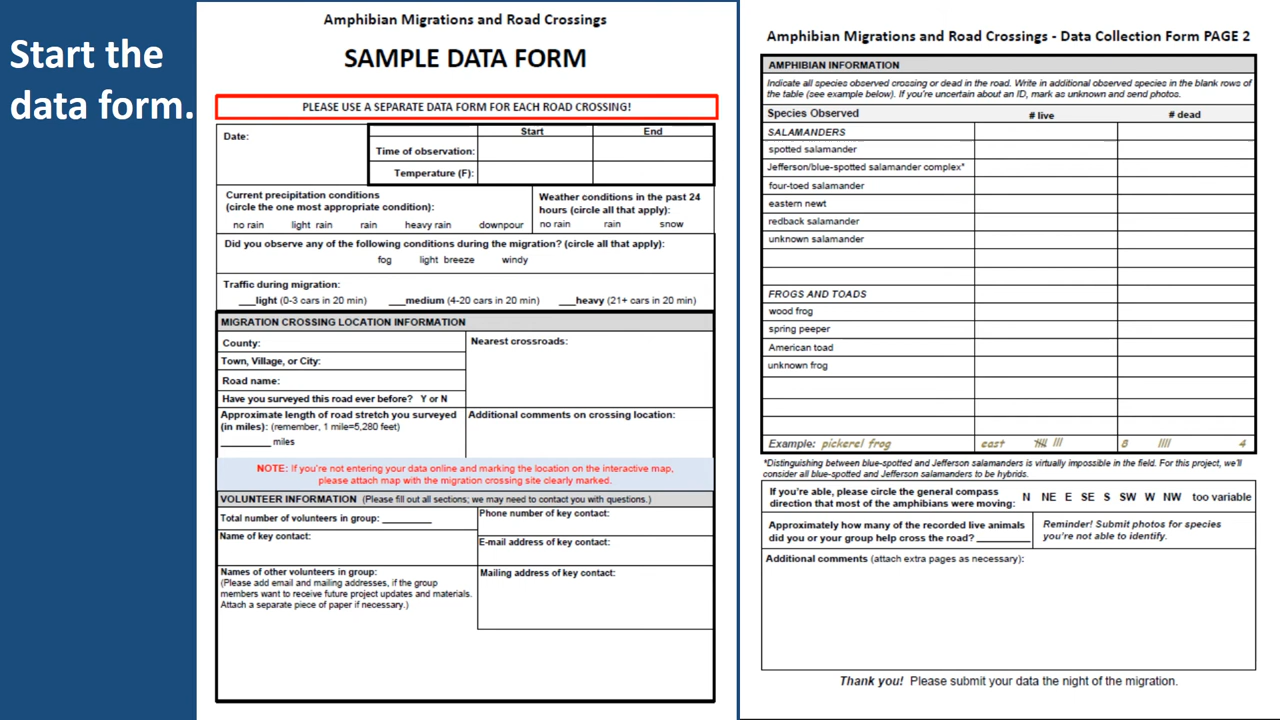 Start the
data form.
Amphibian Migrations and Road Crossings
SAMPLE DATA FORM
PLEASE USE A SEPARATE DATA FORM FOR EACH ROAD CROSSING!
Date:
Start End
Time of observation:
Temperature (F):
Current precipitation conditions
(circle the one most appropriate condition):
no rain light rain rain heavy rain downpour
Weather conditions in the past 24
hours (circle all that apply):
no rain rain snow
Did you observe any of the following conditions during the migration? (circle all that apply):
fog light breeze windy
Traffic during migration:
___light (0-3 cars in 20 min) ___medium (4-20 cars in 20 min) ___heavy (21+ cars in 20 min)
MIGRATION CROSSING LOCATION INFORMATION
County:
Town, Village, or City:
Road name:
Have you surveyed this road ever before? Y or N
Nearest crossroads:
Approximate length of road stretch you surveyed
(in miles): (remember, 1 mile=5,280 feet)
_________ miles
Additional comments on crossing location:
NOTE: If you're not entering your data online and marking the location on the interactive map,
please attach map with the migration crossing site clearly marked.
VOLUNTEER INFORMATION (Please fill out all sections; we may need to contact you with questions.)
Total number of volunteers in group: _________
Name of key contact:
Phone number of key contact:
E-mail address of key contact:
Names of other volunteers in group:
(Please add email and mailing addresses, if the group
members want to receive future project updates and materials.
Attach a separate piece of paper if necessary.)
Mailing address of key contact:
Amphibian Migrations and Road Crossings - Data Collection Form PAGE 2
AMPHIBIAN INFORMATION
Indicate all species observed crossing or dead in the road. Write in additional observed species in the blank rows of
the table (see example below). If you're uncertain about an ID, mark as unknown and send photos.
Species Observed # live # dead
SALAMANDERS
spotted salamander
Jefferson/blue-spotted salamander complex*
four-toed salamander
eastern newt
redback salamander
unknown salamander
FROGS AND TOADS
wood frog
spring peeper
American toad
unknown frog
Example: pickerel frog east 8 4
*Distinguishing between blue-spotted and Jefferson salamanders is virtually impossible in the field. For this project, we'll
consider all blue-spotted and Jefferson salamanders to be hybrids.
If you're able, please circle the general compass
direction that most of the amphibians were moving:
N NE E SE S SW W NW too variable
Approximately how many of the recorded live animals
did you or your group help cross the road? _________
Reminder! Submit photos for species
you're not able to identify.
Additional comments (attach extra pages as necessary):
Thank you! Please submit your data the night of the migration.